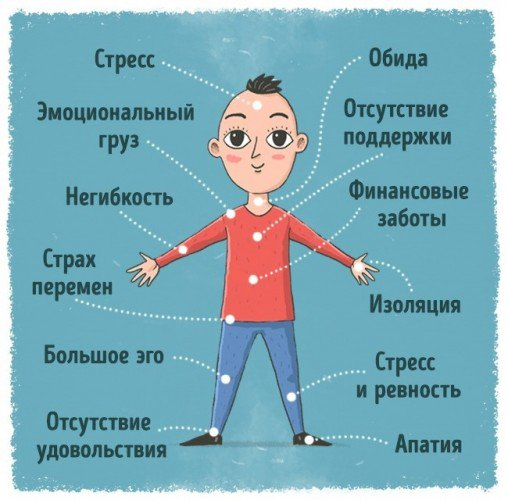 Стресс
Обида
Эмоциональный
груз
Отсутствие
поддержки
Негибкость
Финансовые
заботы
Страх
перемен
Изоляция
Большое эго
Стресс
и ревность
Отсутствие
удовольствия
Апатия